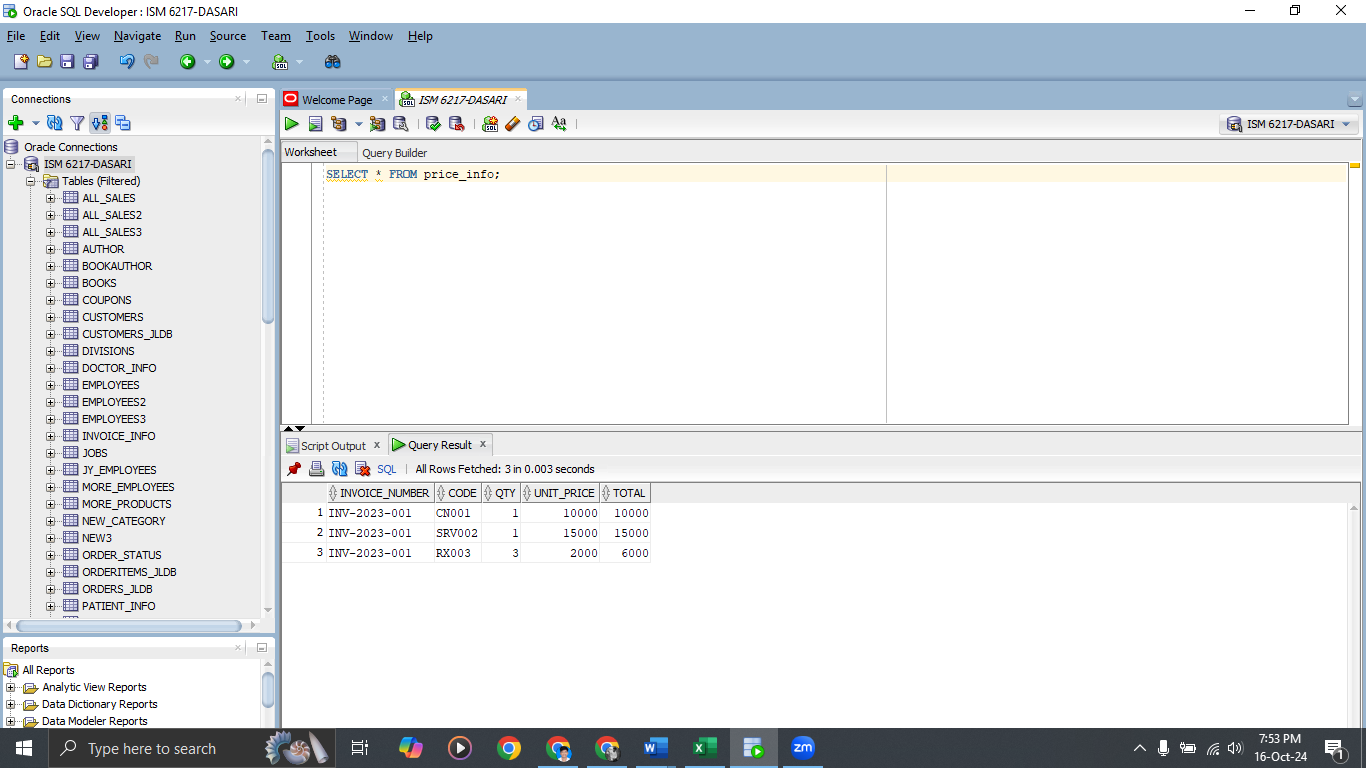 Oracle SQL Developer : ISM 6217-DASARI
File Edit View Navigate Run Source Team Tools Window Help
Connections
Oracle Connections
ISM 6217-DASARI
Tables (Filtered)
ALL_SALES
ALL_SALES2
ALL_SALES3
AUTHOR
BOOKAUTHOR
BOOKS
COUPONS
CUSTOMERS
CUSTOMERS_JLDB
DIVISIONS
DOCTOR_INFO
EMPLOYEES
EMPLOYEES2
EMPLOYEES3
INVOICE_INFO
JOBS
JY_EMPLOYEES
MORE_EMPLOYEES
MORE_PRODUCTS
NEW_CATEGORY
NEW3
ORDER_STATUS
ORDERITEMS_JLDB
ORDERS_JLDB
PATIENT_INFO
Reports
All Reports
Analytic View Reports
Data Dictionary Reports
Data Modeler Reports
Welcome Page ISM 6217-DASARI
ISM 6217-DASARI
Worksheet Query Builder
SELECT * FROM price_info;
Script Output x Query Result x
SQL | All Rows Fetched: 3 in 0.003 seconds
INVOICE_NUMBER CODE QTY UNIT_PRICE TOTAL
1 INV-2023-001 CN001 1 10000 10000
2 INV-2023-001 SRV002 1 15000 15000
3 INV-2023-001 RX003 3 2000 6000
Type here to search
zm
7:53 PM
16-Oct-24
1